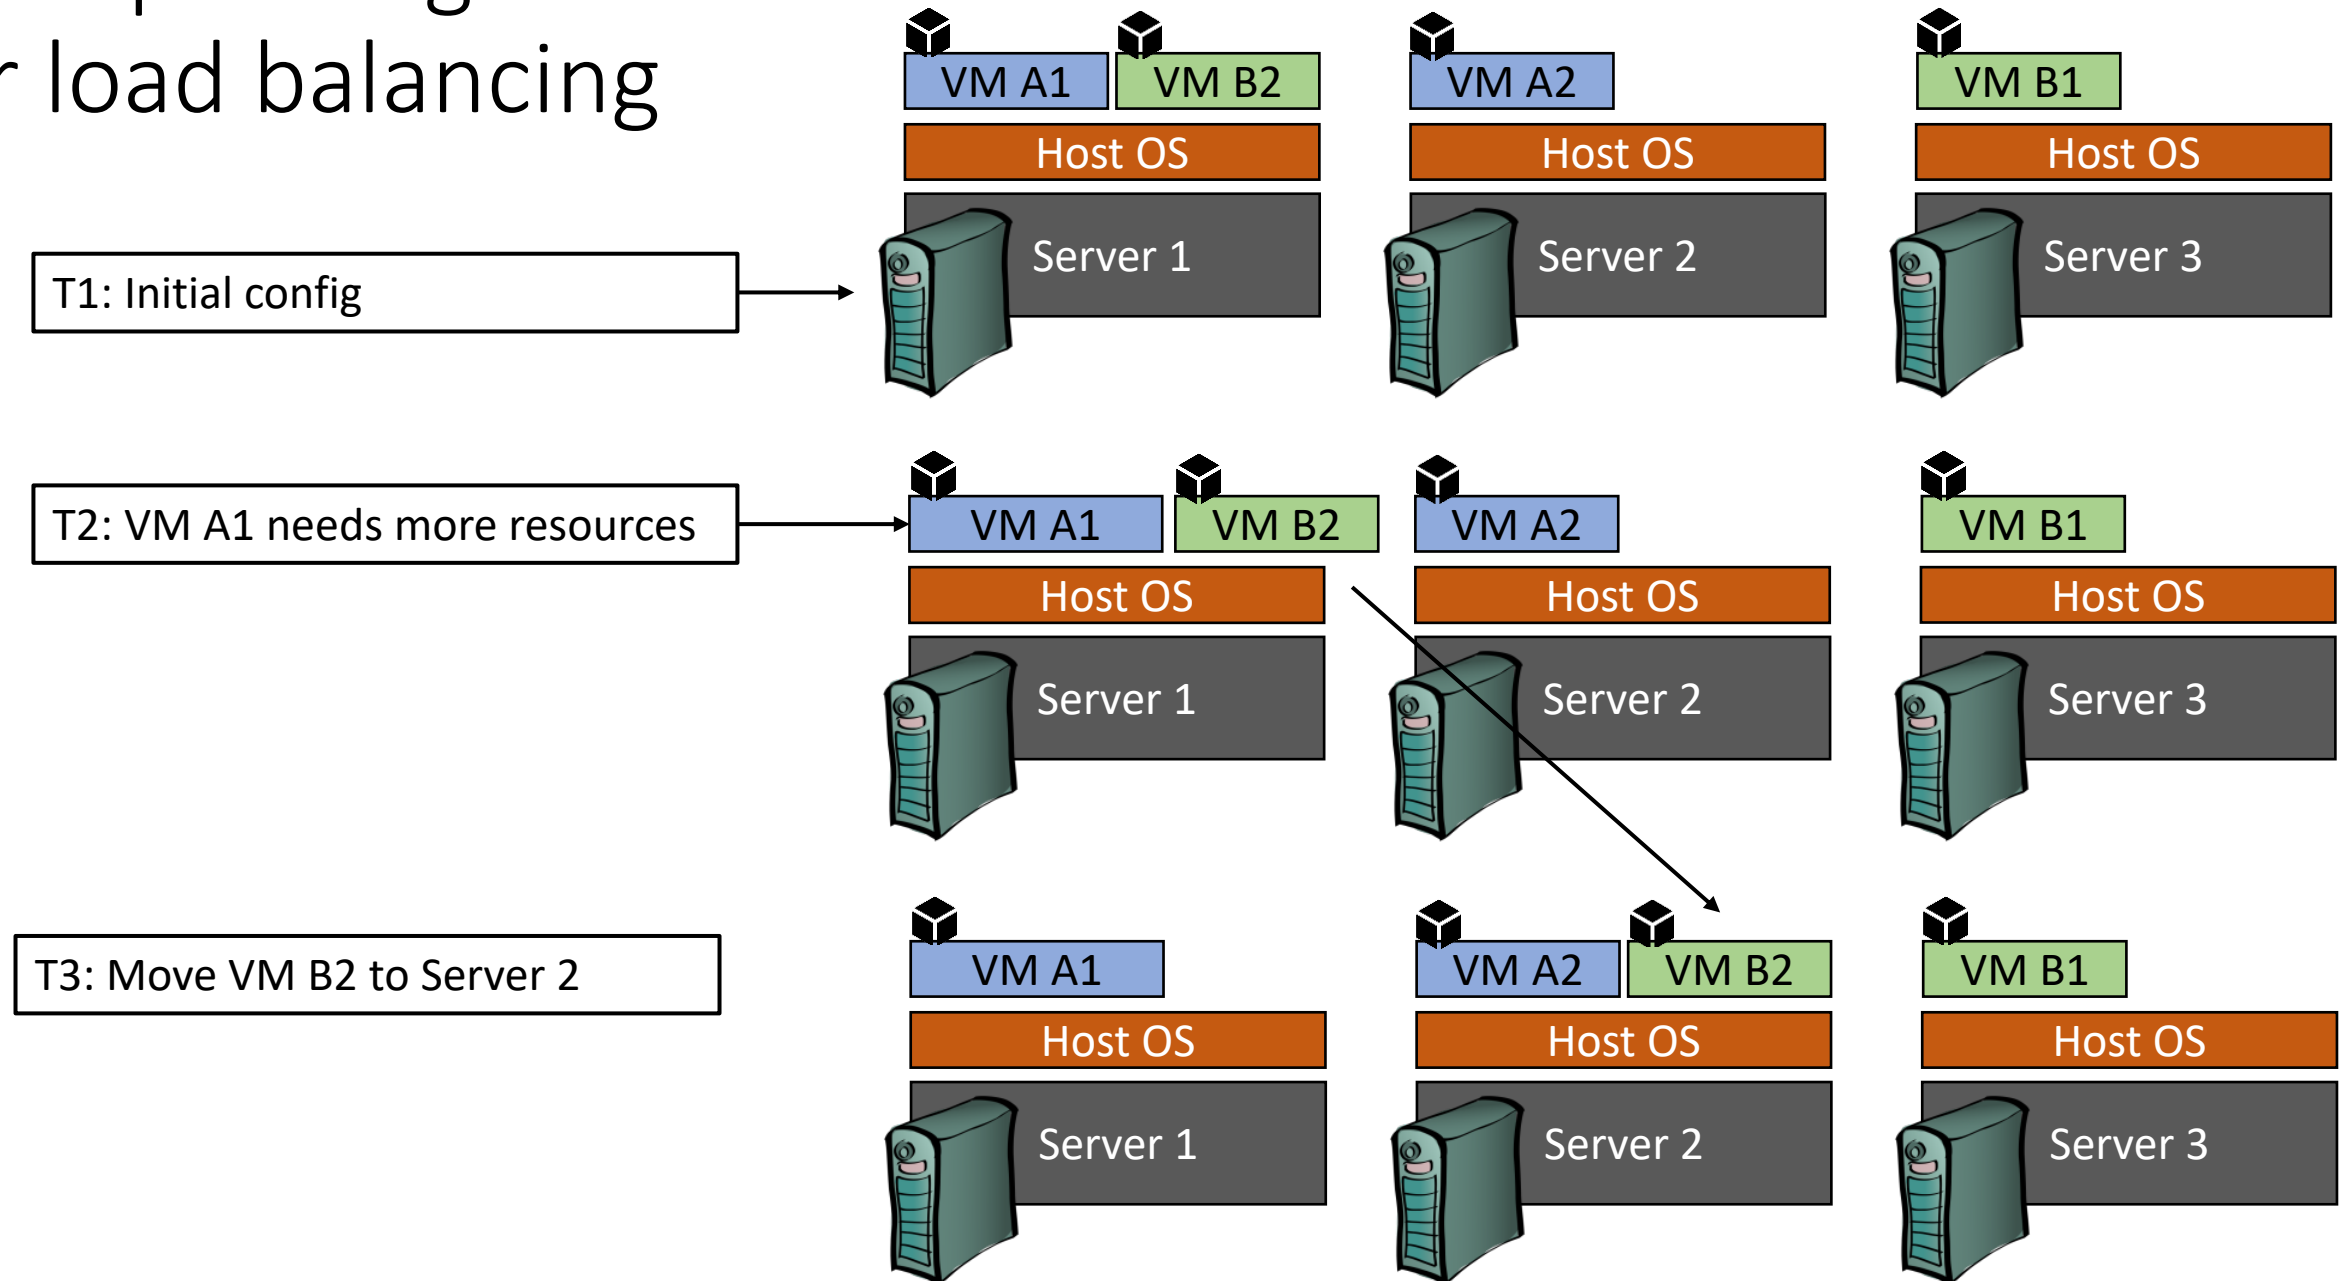 r load balancing
VM A1 VM B2 VM A2 VM B1
Host OS Host OS Host OS
Server 1 Server 2 Server 3
T1: Initial config
T2: VM A1 needs more resources
VM A1 VM B2 VM A2 VM B1
Host OS Host OS Host OS
Server 1 Server 2 Server 3
T3: Move VM B2 to Server 2
VM A1 VM A2 VM B2 VM B1
Host OS Host OS Host OS
Server 1 Server 2 Server 3